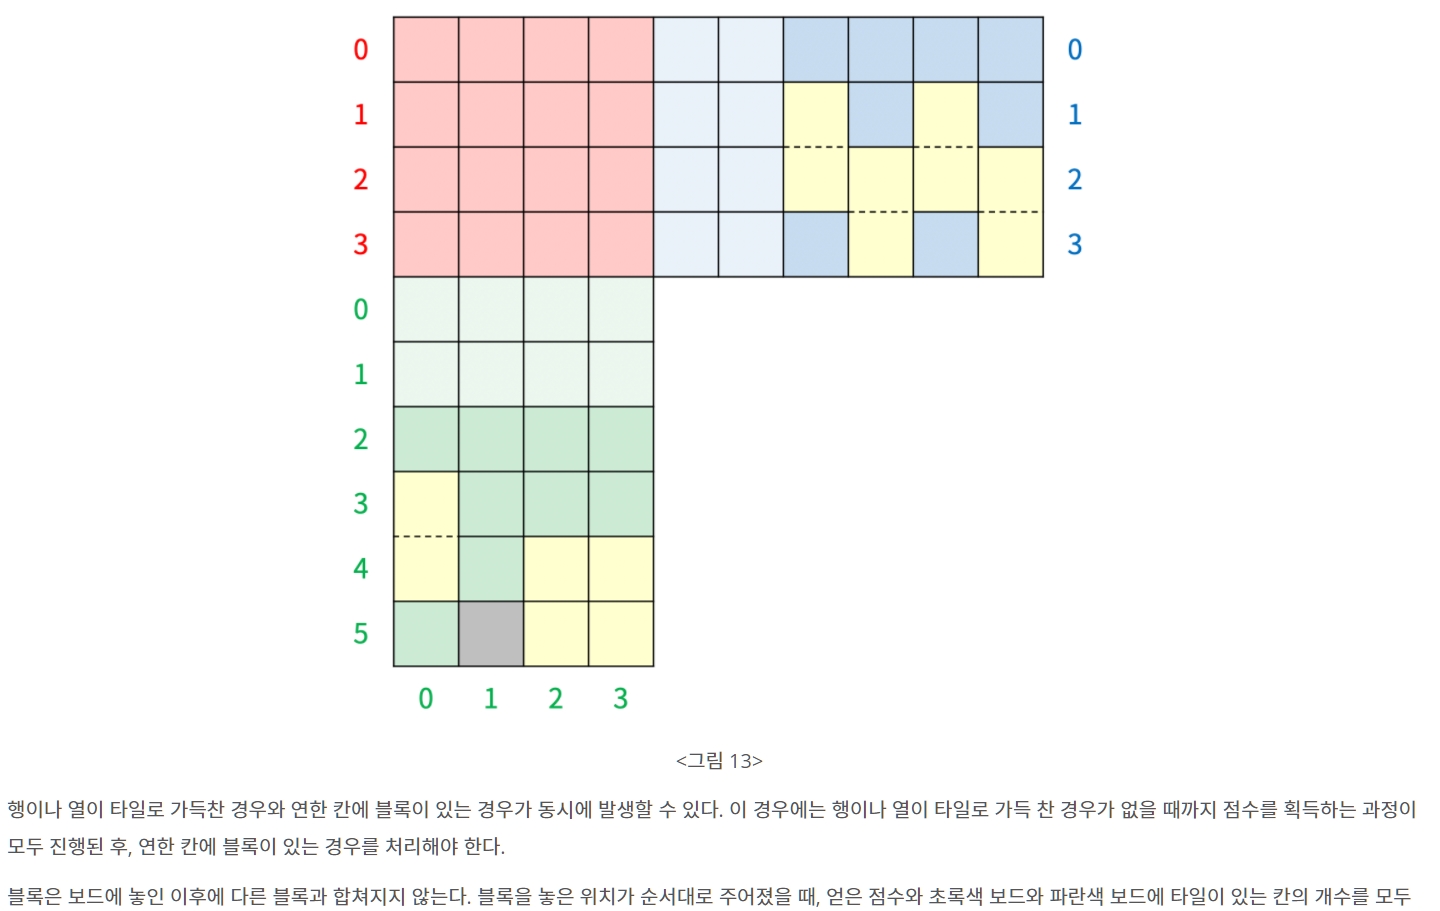 0 0
1 1
2 2
3 3
0
1
2
3
4
5
0 1 2 3
<그림 13>
행이나 열이 타일로 가득찬 경우와 연한 칸에 블록이 있는 경우가 동시에 발생할 수 있다. 이 경우에는 행이나 열이 타일로 가득 찬 경우가 없을 때까지 점수를 획득하는 과정이
모두 진행된 후, 연한 칸에 블록이 있는 경우를 처리해야 한다.
블록은 보드에 놓인 이후에 다른 블록과 합쳐지지 않는다. 블록을 놓은 위치가 순서대로 주어졌을 때, 얻은 점수와 초록색 보드와 파란색 보드에 타일이 있는 칸의 개수를 모두